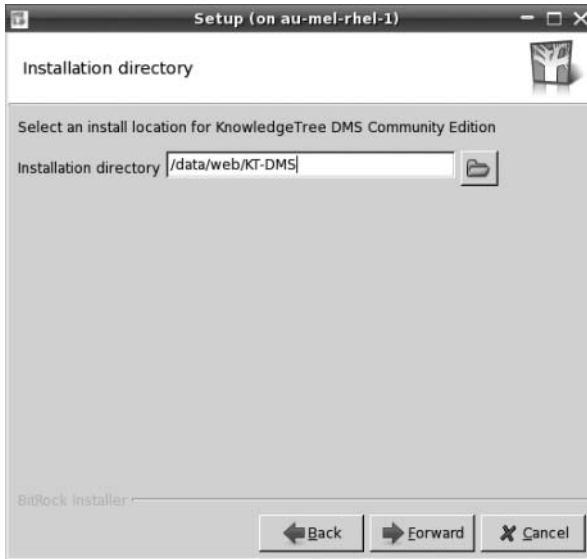 Setup (on au-mel-rhel-1)
Installation directory
Select an install location for KnowledgeTree DMS Community Edition
Installation directory /data/web/KT-DMS
BitRock Installer
Back Forward Cancel